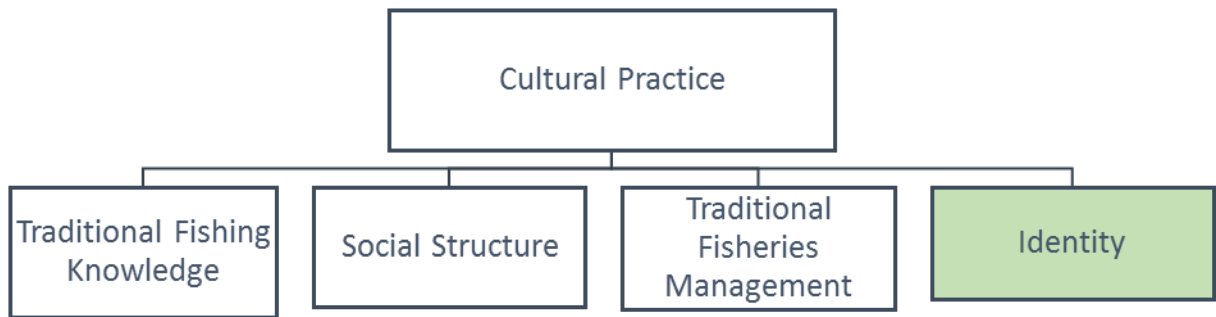 Cultural Practice
Traditional Fishing
Knowledge
Social Structure
Traditional
Fisheries
Management
Identity